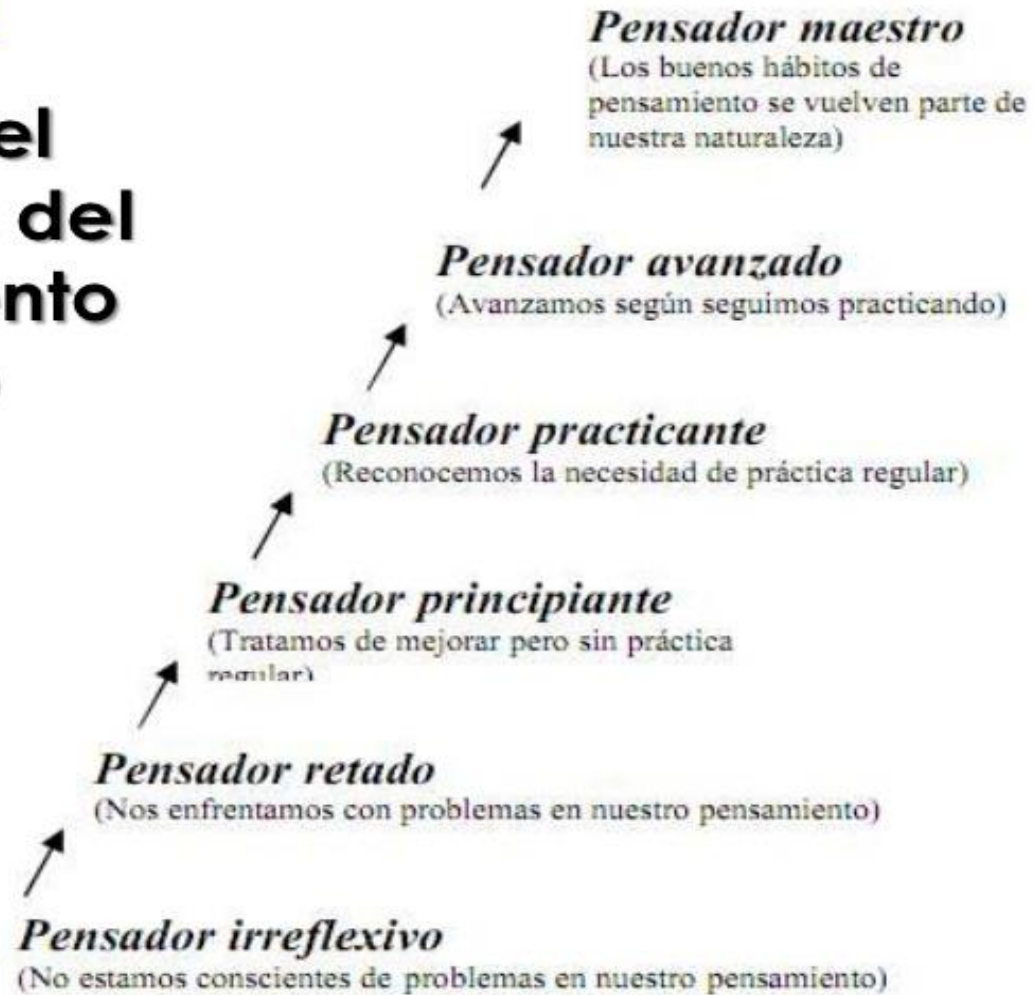 el
del
nto
Pensador maestro
(Los buenos hábitos de
pensamiento se vuelven parte de
nuestra naturaleza)
Pensador avanzado
(Avanzamos según seguimos practicando)
Pensador practicante
(Reconocemos la necesidad de práctica regular)
Pensador principiante
(Tratamos de mejorar pero sin práctica
regular)
Pensador retado
(Nos enfrentamos con problemas en nuestro pensamiento)
Pensador irreflexivo
(No estamos conscientes de problemas en nuestro pensamiento)